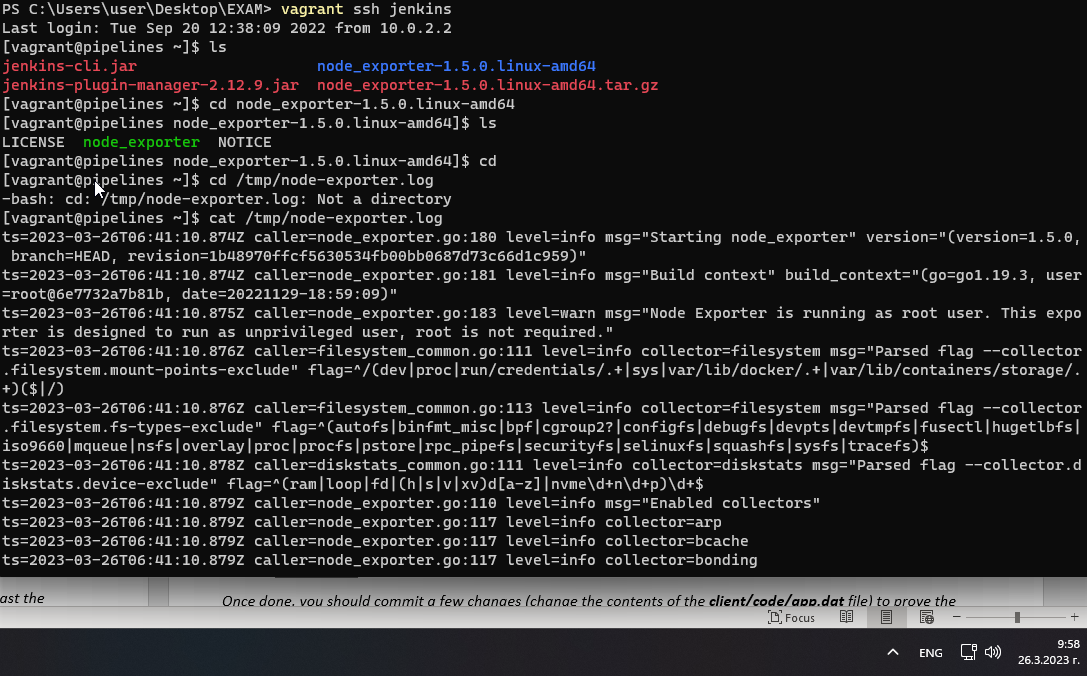 PS C:\Users\user\Desktop\EXAM> vagrant ssh jenkins
Last login: Tue Sep 20 12:38:09 2022 from 10.0.2.2
[vagrant@pipelines ~]$ ls
jenkins-cli.jar                    node_exporter-1.5.0.linux-amd64
jenkins-plugin-manager-2.12.9.jar  node_exporter-1.5.0.linux-amd64.tar.gz
[vagrant@pipelines ~]$ cd node_exporter-1.5.0.linux-amd64
[vagrant@pipelines node_exporter-1.5.0.linux-amd64]$ ls
LICENSE  node_exporter  NOTICE
[vagrant@pipelines node_exporter-1.5.0.linux-amd64]$ cd
[vagrant@pipelines ~]$ cd /tmp/node-exporter.log
-bash: cd: /tmp/node-exporter.log: Not a directory
[vagrant@pipelines ~]$ cat /tmp/node-exporter.log
ts=2023-03-26T06:41:10.874Z caller=node_exporter.go:180 level=info msg="Starting node_exporter" version="(version=1.5.0,
 branch=HEAD, revision=1b48970ffcf5630534fb00bb0687d73c66d1c959)"
ts=2023-03-26T06:41:10.874Z caller=node_exporter.go:181 level=info msg="Build context" build_context="(go=go1.19.3, user
=root@6e7732a7b81b, date=20221129-18:59:09)"
ts=2023-03-26T06:41:10.875Z caller=node_exporter.go:183 level=warn msg="Node Exporter is running as root user. This expo
rter is designed to run as unprivileged user, root is not required."
ts=2023-03-26T06:41:10.876Z caller=filesystem_common.go:111 level=info collector=filesystem msg="Parsed flag --collector
.filesystem.mount-points-exclude" flag=^/(dev|proc|run/credentials/.+|sys|var/lib/docker/.+|var/lib/containers/storage/.
+)($|/)
ts=2023-03-26T06:41:10.876Z caller=filesystem_common.go:113 level=info collector=filesystem msg="Parsed flag --collector
.filesystem.fs-types-exclude" flag=^(autofs|binfmt_misc|bpf|cgroup2?|configfs|debugfs|devpts|devtmpfs|fusectl|hugetlbfs|
iso9660|mqueue|nsfs|overlay|proc|procfs|pstore|rpc_pipefs|securityfs|selinuxfs|squashfs|sysfs|tracefs)$
ts=2023-03-26T06:41:10.878Z caller=diskstats_common.go:111 level=info collector=diskstats msg="Parsed flag --collector.d
iskstats.device-exclude" flag=^(ram|loop|fd|(h|s|v|xv)d[a-z]|nvme\d+n\d+p)\d+$
ts=2023-03-26T06:41:10.879Z caller=node_exporter.go:110 level=info msg="Enabled collectors"
ts=2023-03-26T06:41:10.879Z caller=node_exporter.go:117 level=info collector=arp
ts=2023-03-26T06:41:10.879Z caller=node_exporter.go:117 level=info collector=bcache
ts=2023-03-26T06:41:10.879Z caller=node_exporter.go:117 level=info collector=bonding
ast the
Once done, you should commit a few changes (change the contents of the client/code/app.dat file) to prove the
Focus
ENG
9:58
26.3.2023 г.